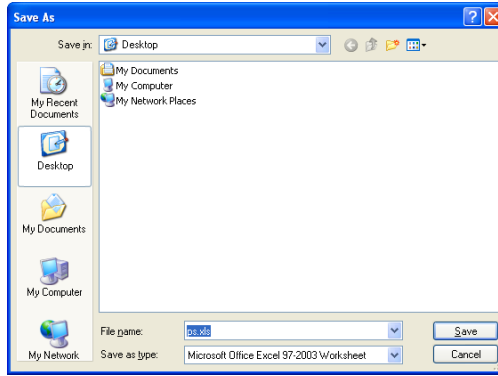 Save As
Save in: Desktop
My Recent
Documents
Desktop
My Documents
My Computer
My Network
My Documents
My Computer
My Network Places
File name: ps.xls
Save as type: Microsoft Office Excel 97-2003 Worksheet
Save
Cancel